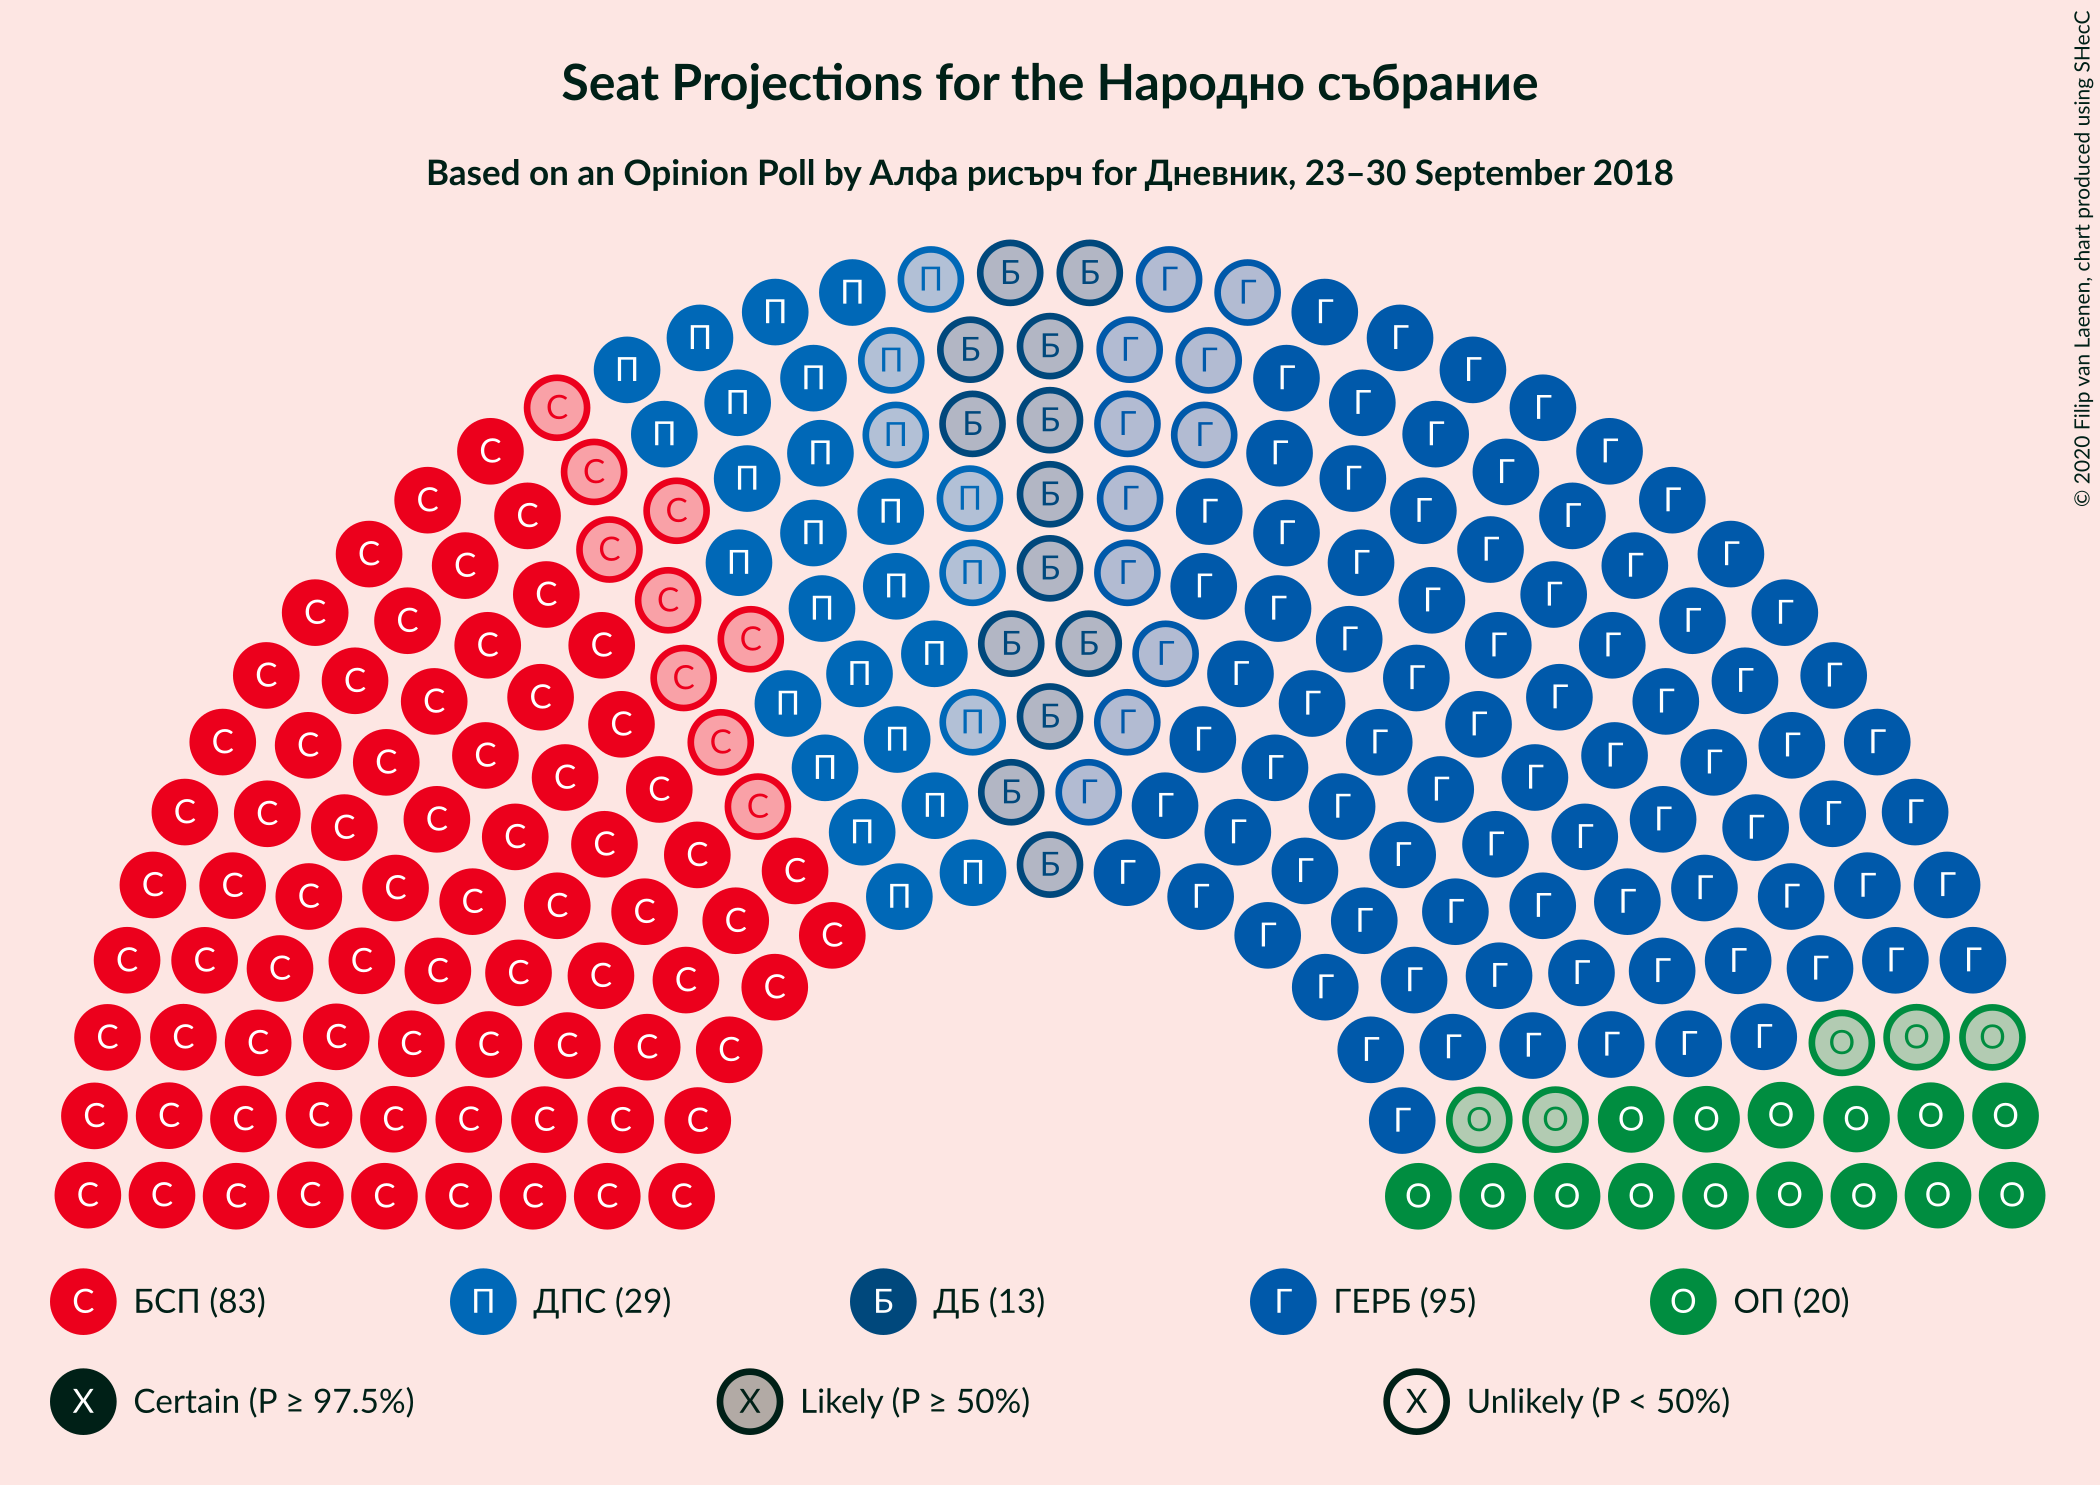 Seat Projections for the Народно събрание
Based on an Opinion Poll by Алфа рисърч for Дневник, 23–30 September 2018
© 2020 Filip van Laenen, chart produced using SHecC
С БСП (83) П ДПС (29) Б ДБ (13) Г ГЕРБ (95) О ОП (20)
X Certain (P ≥ 97.5%) X Likely (P ≥ 50%) X Unlikely (P < 50%)